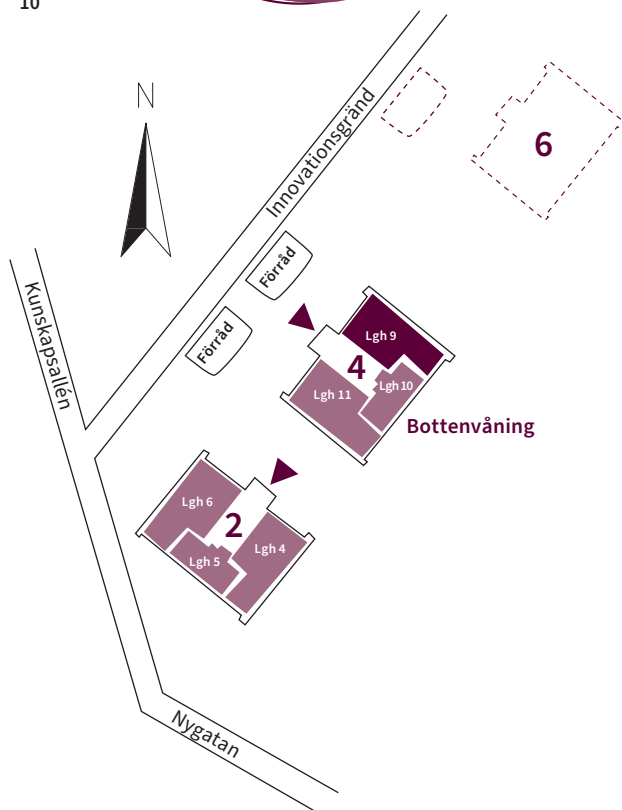 10
N
Innovationsgränd
6
Förråd
Kunskapsallén
Förråd
Lgh 9
4
Lgh 10
Lgh 11
Bottenvåning
Lgh 6
2
Lgh 4
Lgh 5
Nygatan